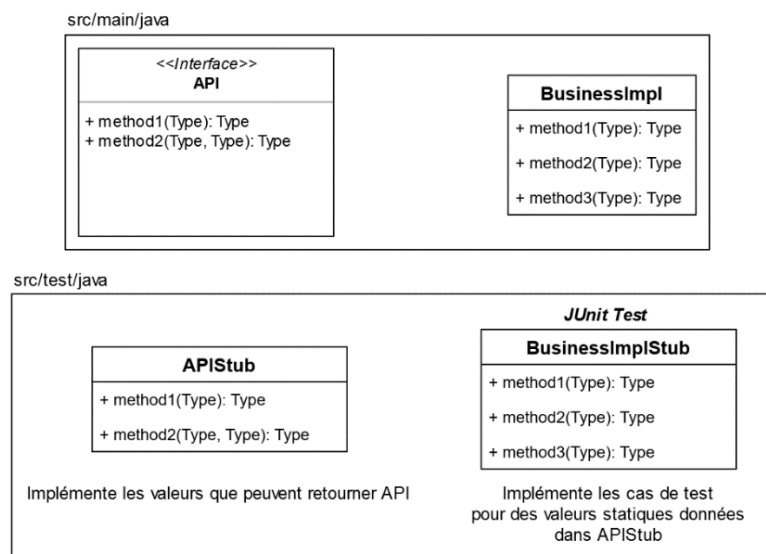 src/main/java
<<Interface>>
API
+ method1(Type): Type
+ method2(Type, Type): Type
BusinessImpl
+ method1(Type): Type
+ method2(Type): Type
+ method3(Type): Type
src/test/java
APIStub
+ method1(Type): Type
+ method2(Type, Type): Type
Implémente les valeurs que peuvent retourner API
JUnit Test
BusinessImplStub
+ method1(Type): Type
+ method2(Type): Type
+ method3(Type): Type
Implémente les cas de test
pour des valeurs statiques données
dans APIStub